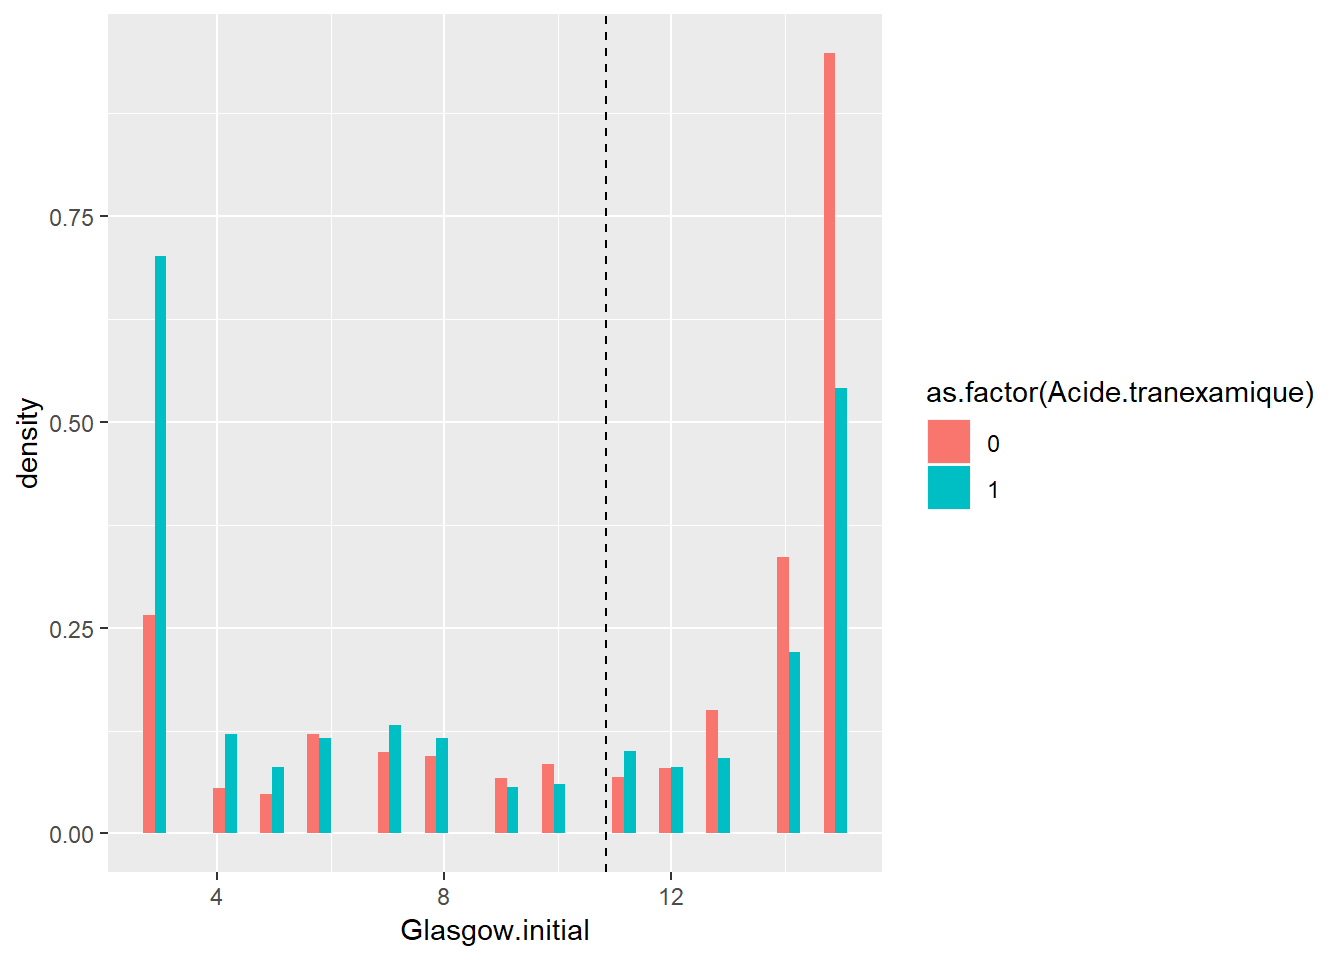 density
0.75
0.50
0.25
0.00
4 8 12
Glasgow.initial
as.factor(Acide.tranexamique)
0
1